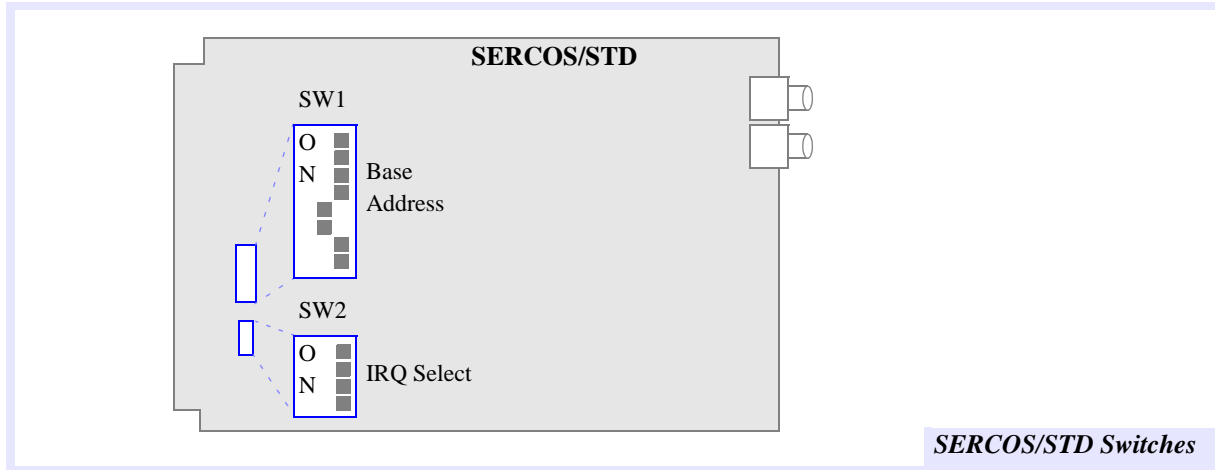 SERCOS/STD
SW1
O
N
Base
Address
SW2
O
N
IRQ Select
SERCOS/STD Switches